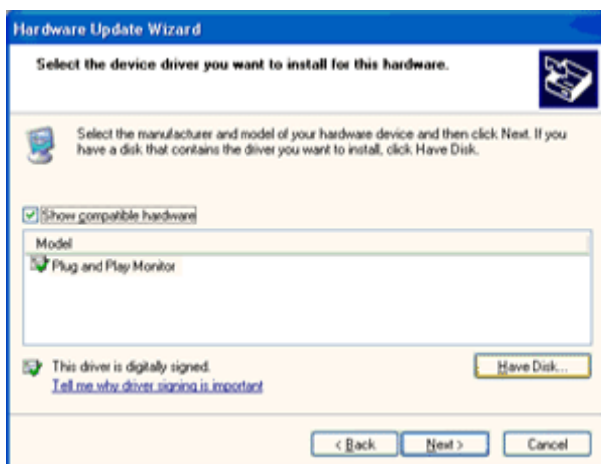 Hardware Update Wizard
Select the device driver you want to install for this hardware.
Select the manufacturer and model of your hardware device and then click Next. If you
have a disk that contains the driver you want to install, click Have Disk.
Show compatible hardware
Model
Plug and Play Monitor
This driver is digitally signed.
Have Disk...
Tell me why driver signing is important
< Back
Next >
Cancel